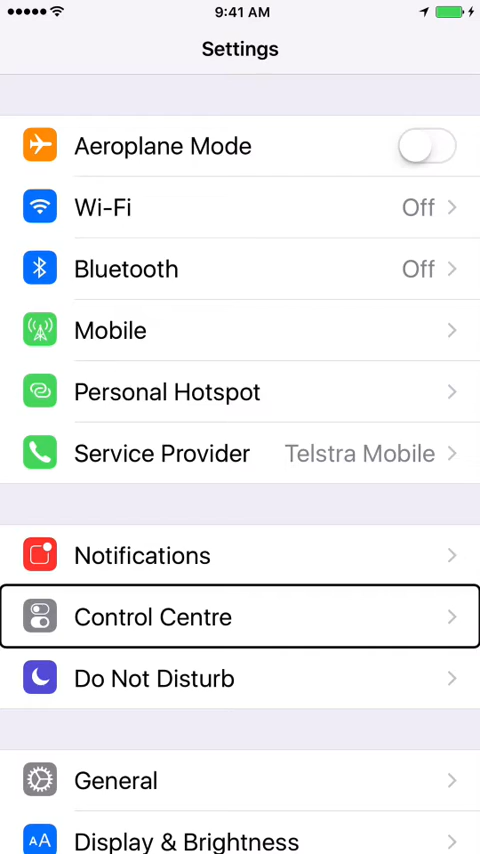 9:41 AM
Settings
Aeroplane Mode
Wi-Fi Off
Bluetooth Off
Mobile
Personal Hotspot
Service Provider Telstra Mobile
Notifications
Control Centre
Do Not Disturb
General
AA Display & Brightness